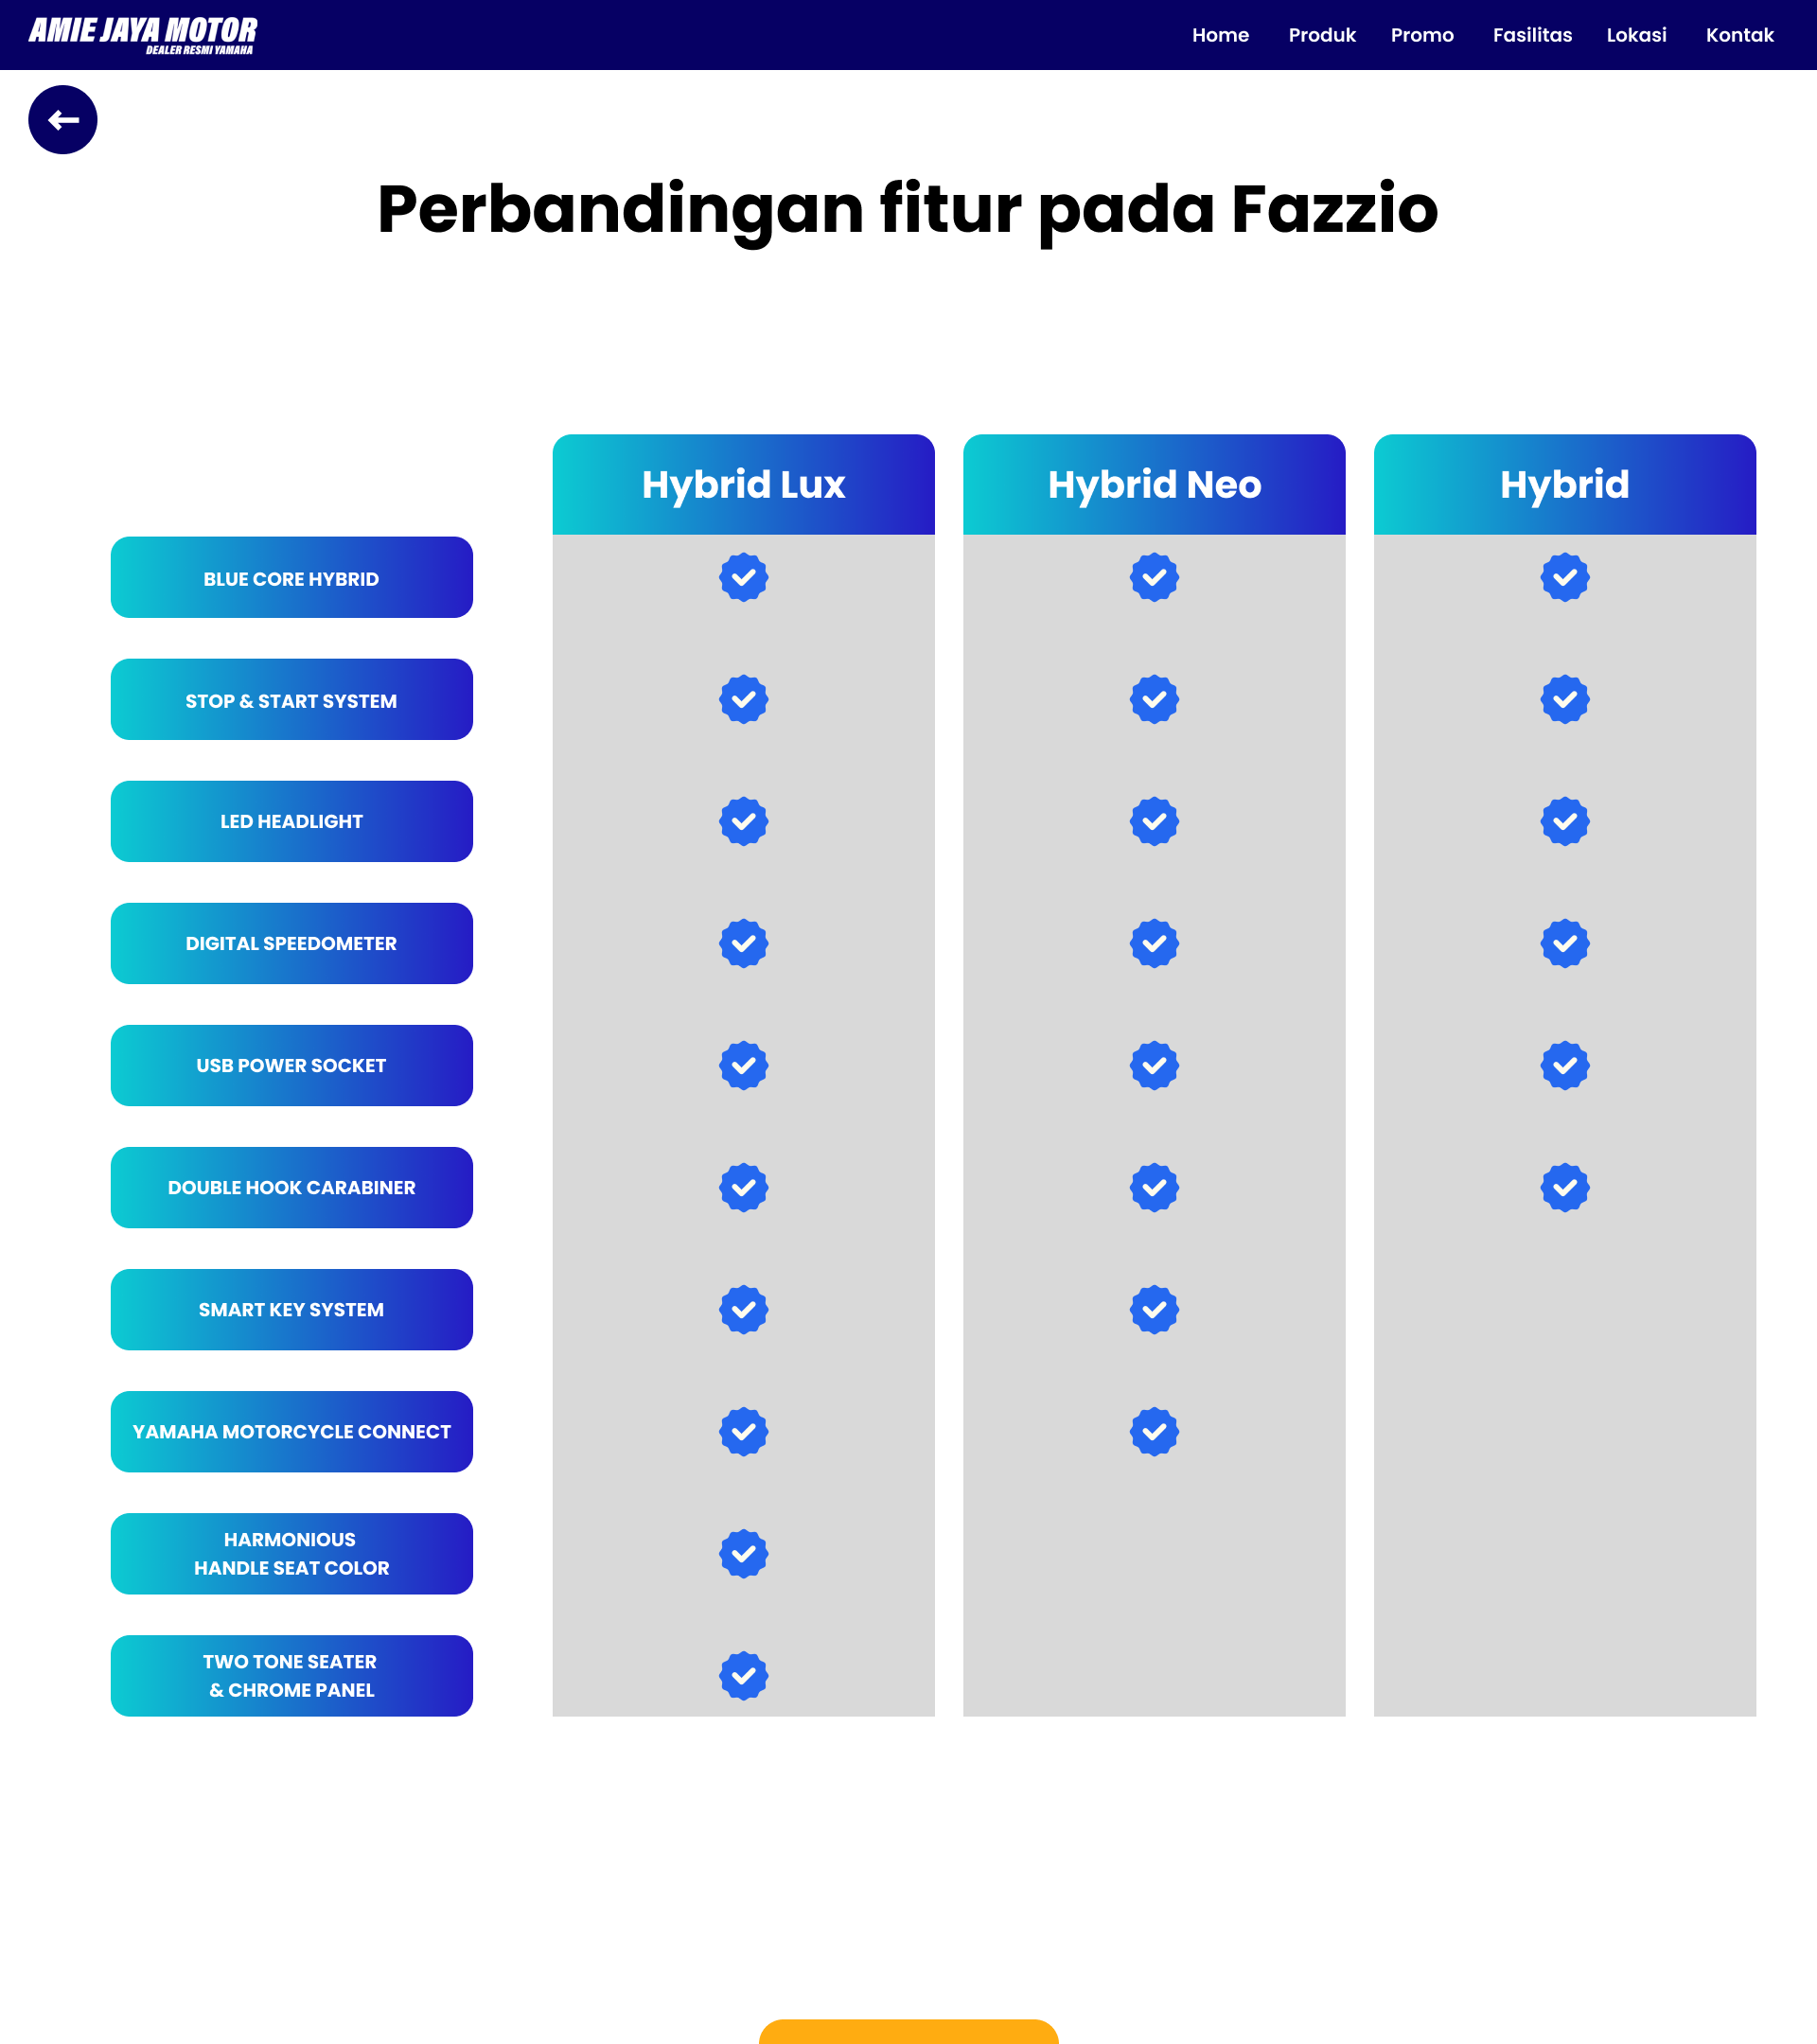 AMIE JAYA MOTOR
DEALER RESMI YAMAHA
Home Produk Promo Fasilitas Lokasi Kontak
Perbandingan fitur pada Fazzio
Hybrid Lux Hybrid Neo Hybrid
BLUE CORE HYBRID
STOP & START SYSTEM
LED HEADLIGHT
DIGITAL SPEEDOMETER
USB POWER SOCKET
DOUBLE HOOK CARABINER
SMART KEY SYSTEM
YAMAHA MOTORCYCLE CONNECT
HARMONIOUS
HANDLE SEAT COLOR
TWO TONE SEATER
& CHROME PANEL